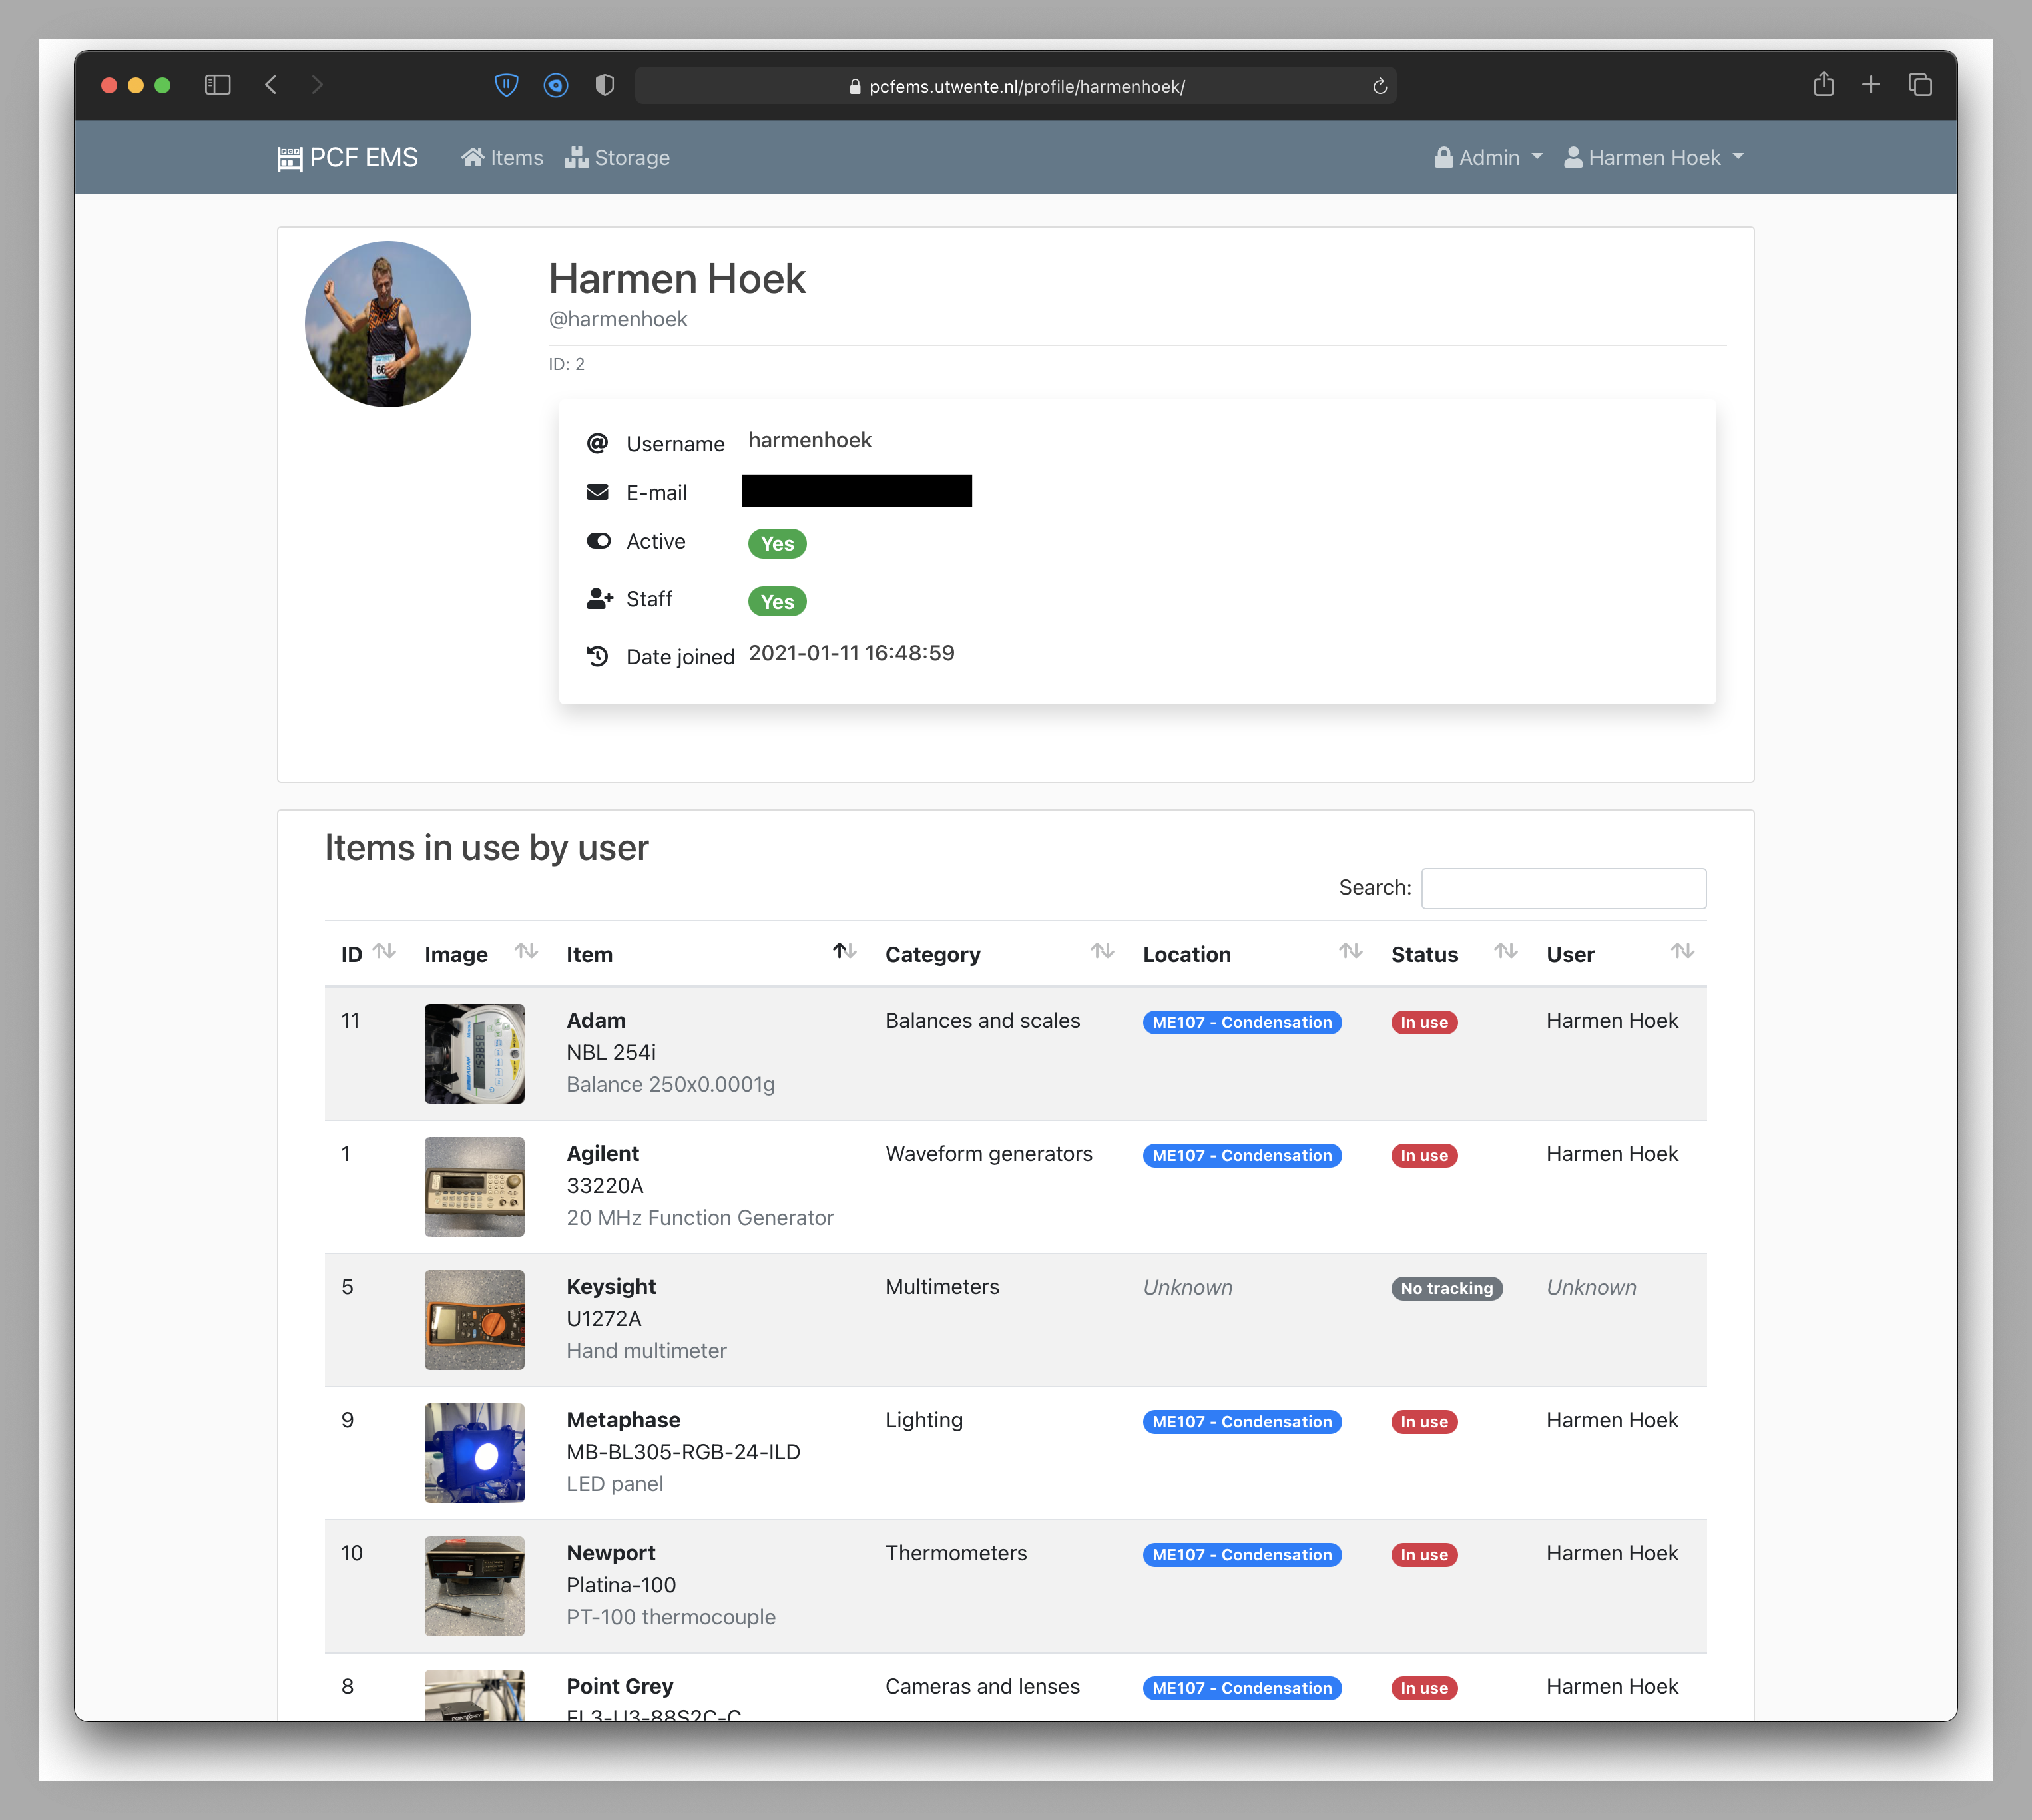 pcfems.utwente.nl/profile/harmenhoek/
PCF EMS Items Storage Admin Harmen Hoek
Harmen Hoek
@harmenhoek
ID: 2
Username harmenhoek
E-mail
Active Yes
Staff Yes
Date joined 2021-01-11 16:48:59
Items in use by user
Search:
ID Image Item Category Location Status User
11 Adam Balances and scales ME107 - Condensation In use Harmen Hoek
NBL 254i
Balance 250x0.0001g
1 Agilent Waveform generators ME107 - Condensation In use Harmen Hoek
33220A
20 MHz Function Generator
5 Keysight Multimeters Unknown No tracking Unknown
U1272A
Hand multimeter
9 Metaphase Lighting ME107 - Condensation In use Harmen Hoek
MB-BL305-RGB-24-ILD
LED panel
10 Newport Thermometers ME107 - Condensation In use Harmen Hoek
Platina-100
PT-100 thermocouple
8 Point Grey Cameras and lenses ME107 - Condensation In use Harmen Hoek
FL3-U3-88S2C-C